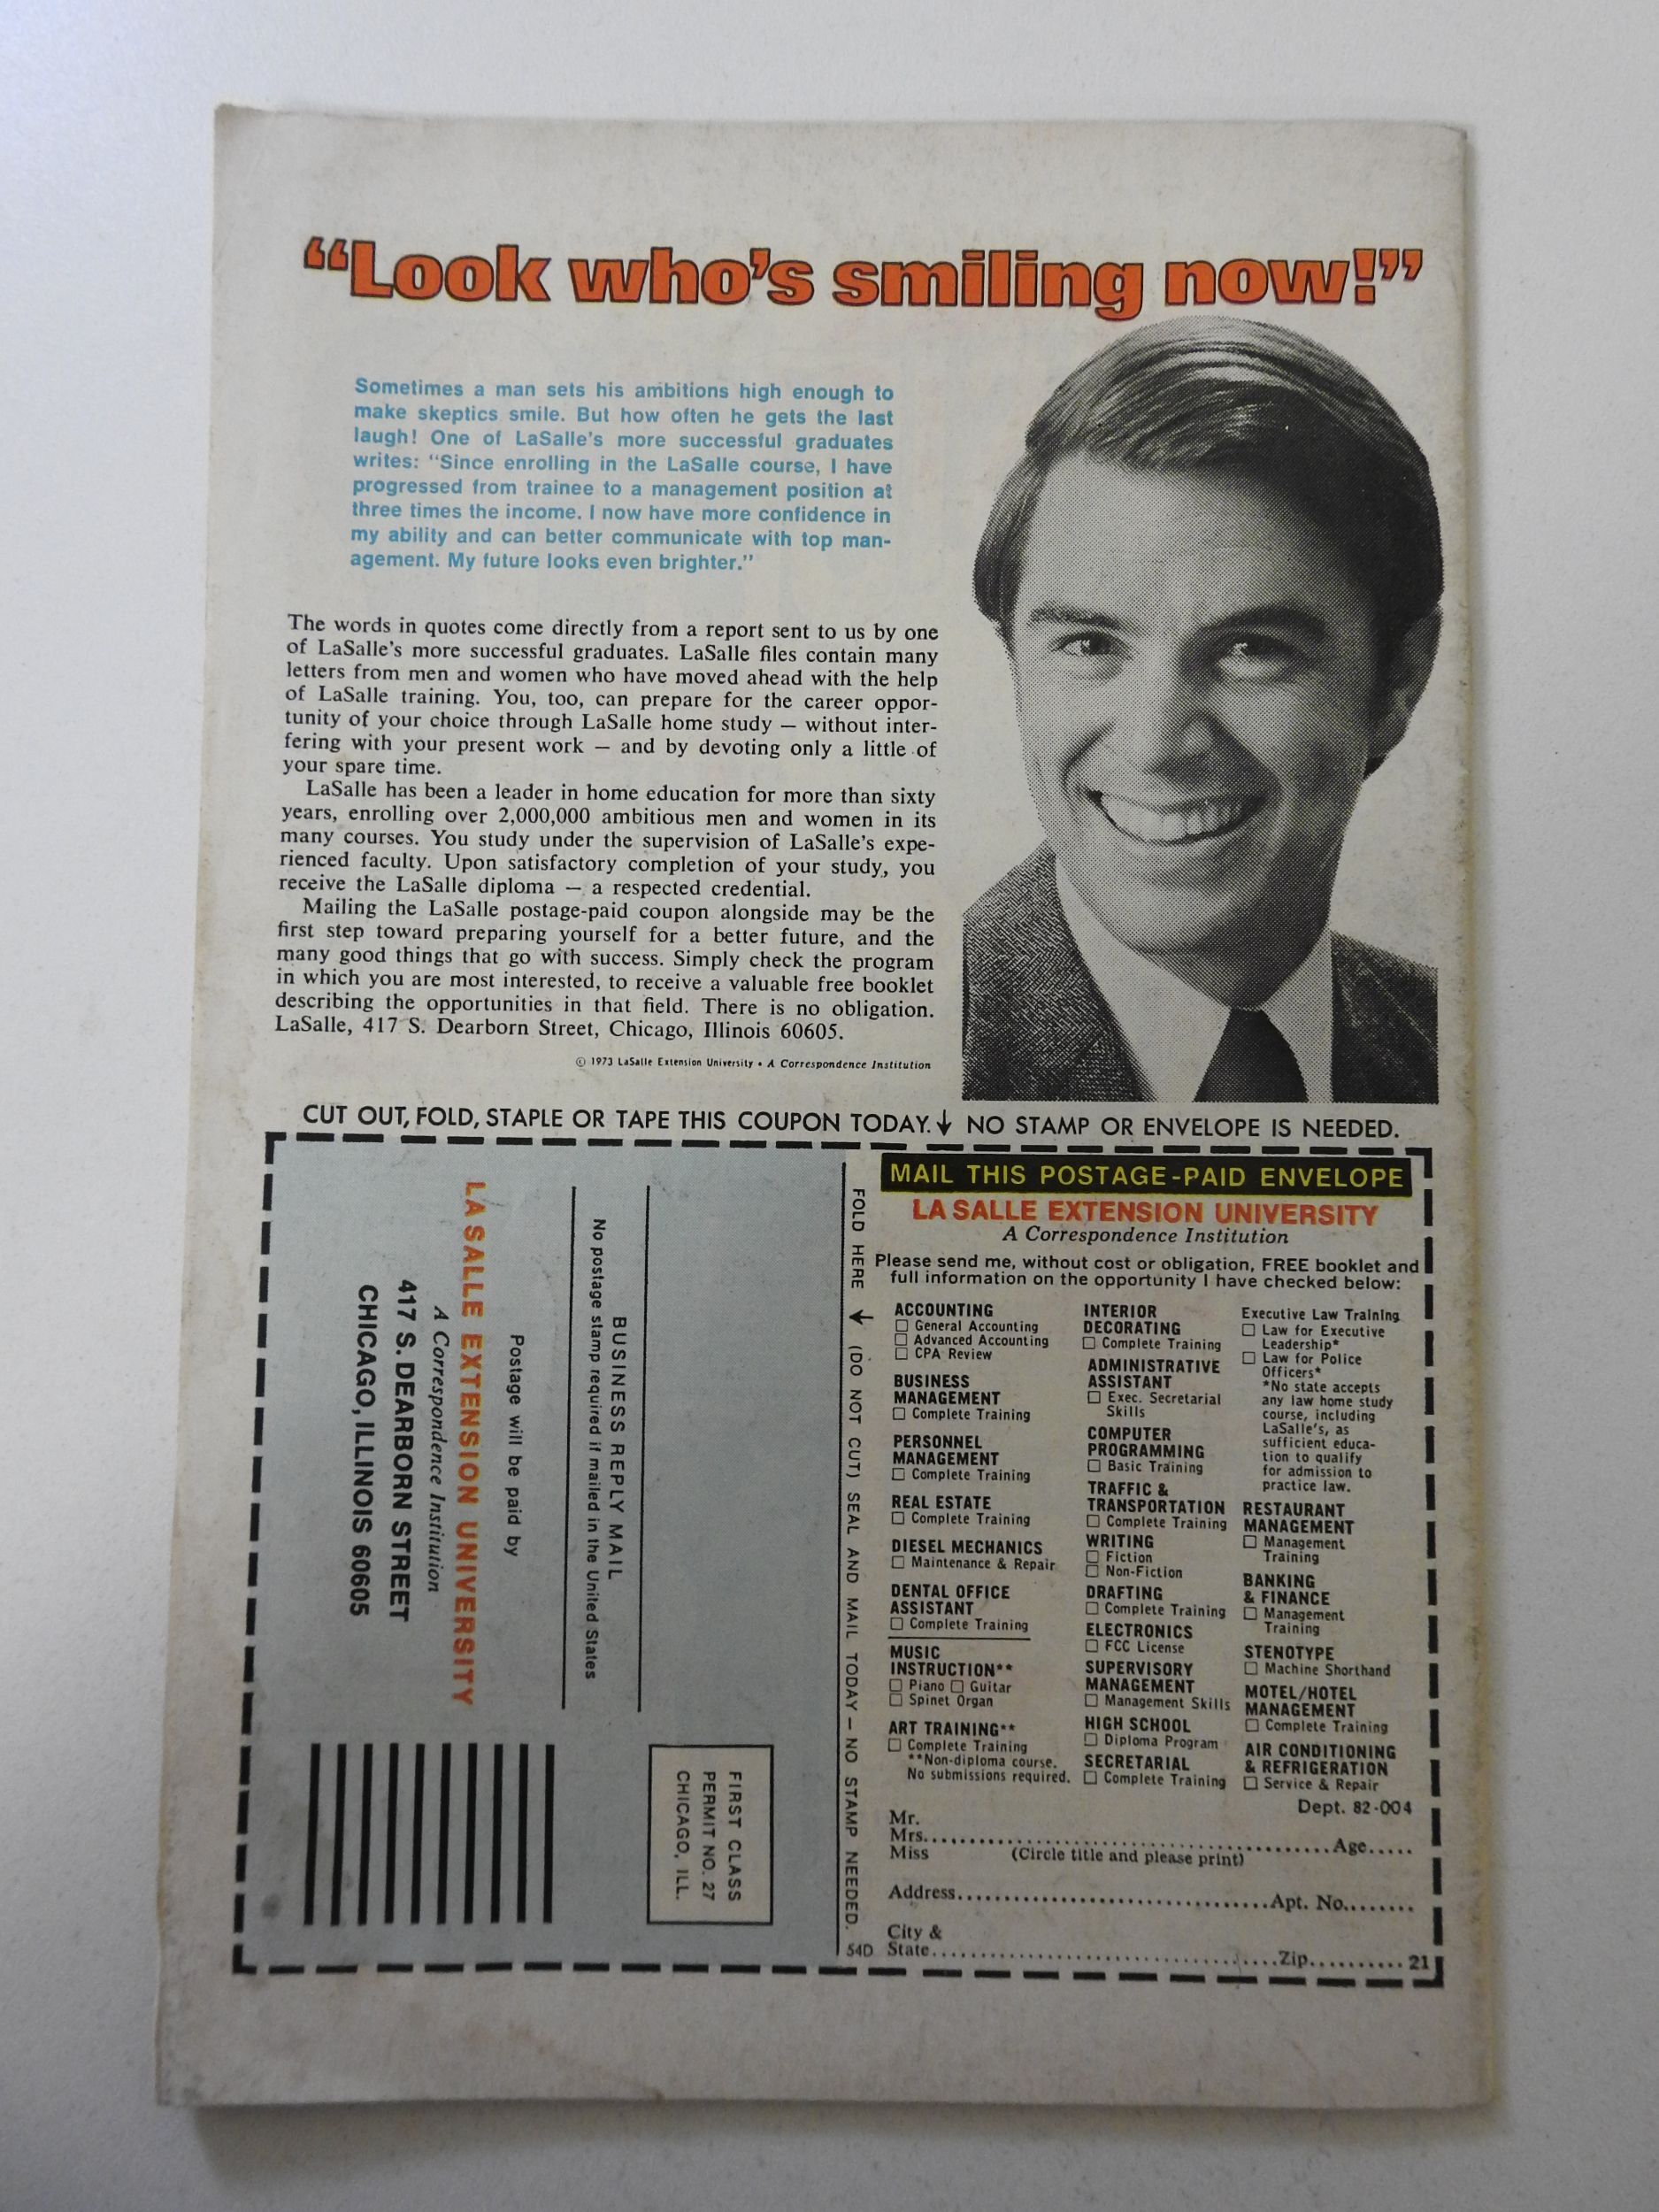 “Look who's smiling now!”
Sometimes a man sets his ambitions high enough to
make skeptics smile. But how often he gets the last
laugh! One of LaSalle's more successful graduates
writes: “Since enrolling in the LaSalle course, I have
progressed from trainee to a management position at
three times the income. I now have more confidence in
my ability and can better communicate with top man-
agement. My future looks even brighter.”
The words in quotes come directly from a report sent to us by one
of LaSalle's more successful graduates. LaSalle files contain many
letters from men and women who have moved ahead with the help
of LaSalle training. You, too, can prepare for the career oppor-
tunity of your choice through LaSalle home study — without inter-
fering with your present work — and by devoting only a little of
your spare time.
LaSalle has been a leader in home education for more than sixty
years, enrolling over 2,000,000 ambitious men and women in its
many courses. You study under the supervision of LaSalle's expe-
rienced faculty. Upon satisfactory completion of your study, you
receive the LaSalle diploma — a respected credential.
Mailing the LaSalle postage-paid coupon alongside may be the
first step toward preparing yourself for a better future, and the
many good things that go with success. Simply check the program
in which you are most interested, to receive a valuable free booklet
describing the opportunities in that field. There is no obligation.
LaSalle, 417 S. Dearborn Street, Chicago, Illinois 60605.
© 1973 LaSalle Extension University • A Correspondence Institution
CUT OUT, FOLD, STAPLE OR TAPE THIS COUPON TODAY. ↓ NO STAMP OR ENVELOPE IS NEEDED.
FIRST CLASS
PERMIT NO. 27
CHICAGO, ILL.
BUSINESS REPLY MAIL
No postage stamp required if mailed in the United States
Postage will be paid by
LA SALLE EXTENSION UNIVERSITY
A Correspondence Institution
417 S. DEARBORN STREET
CHICAGO, ILLINOIS 60605
FOLD HERE ↓ (DO NOT CUT) SEAL AND MAIL TODAY — NO STAMP NEEDED.
54D
MAIL THIS POSTAGE-PAID ENVELOPE
LA SALLE EXTENSION UNIVERSITY
A Correspondence Institution
Please send me, without cost or obligation, FREE booklet and
full information on the opportunity I have checked below:
ACCOUNTING
☐ General Accounting
☐ Advanced Accounting
☐ CPA Review
BUSINESS
MANAGEMENT
☐ Complete Training
PERSONNEL
MANAGEMENT
☐ Complete Training
REAL ESTATE
☐ Complete Training
DIESEL MECHANICS
☐ Maintenance & Repair
DENTAL OFFICE
ASSISTANT
☐ Complete Training
MUSIC
INSTRUCTION**
☐ Piano ☐ Guitar
☐ Spinet Organ
ART TRAINING**
☐ Complete Training
**Non-diploma course.
No submissions required.
INTERIOR
DECORATING
☐ Complete Training
ADMINISTRATIVE
ASSISTANT
☐ Exec. Secretarial
Skills
COMPUTER
PROGRAMMING
☐ Basic Training
TRAFFIC &
TRANSPORTATION
☐ Complete Training
WRITING
☐ Fiction
☐ Non-Fiction
DRAFTING
☐ Complete Training
ELECTRONICS
☐ FCC License
SUPERVISORY
MANAGEMENT
☐ Management Skills
HIGH SCHOOL
☐ Diploma Program
SECRETARIAL
☐ Complete Training
Executive Law Training
☐ Law for Executive
Leadership*
☐ Law for Police
Officers*
*No state accepts
any law home study
course, including
LaSalle's, as
sufficient educa-
tion to qualify
for admission to
practice law.
RESTAURANT
MANAGEMENT
☐ Management
Training
BANKING
& FINANCE
☐ Management
Training
STENOTYPE
☐ Machine Shorthand
MOTEL/HOTEL
MANAGEMENT
☐ Complete Training
AIR CONDITIONING
& REFRIGERATION
☐ Service & Repair
Dept. 82-004
Mr.
Mrs. Age
Miss (Circle title and please print)
Address Apt. No.
City &
State Zip 21